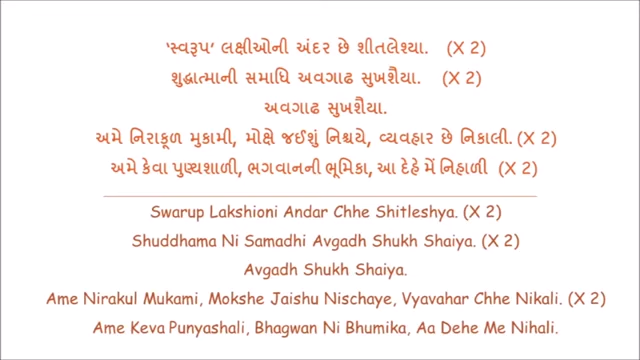 ‘સ્વરૂપ’ લક્ષીઓની અંદર છે શીતલેશ્યા. (X 2)
શુદ્ધાત્માની સમાધિ અવગાઢ સુખશૈયા. (X 2)
અવગાઢ સુખશૈયા.
અમે નિરાકૂળ મુકામી, મોક્ષે જઈશું નિશ્ચયે, વ્યવહાર છે નિકાલી. (X 2)
અમે કેવા પુણ્યશાળી, ભગવાનની ભૂમિકા, આ દેહે મેં નિહાળી (X 2)
Swarup Lakshioni Andar Chhe Shitleshya. (X 2)
Shuddhama Ni Samadhi Avgadh Shukh Shaiya. (X 2)
Avgadh Shukh Shaiya.
Ame Nirakul Mukami, Mokshe Jaishu Nischaye, Vyavahar Chhe Nikali. (X 2)
Ame Keva Punyashali, Bhagwan Ni Bhumika, Aa Dehe Me Nihali.